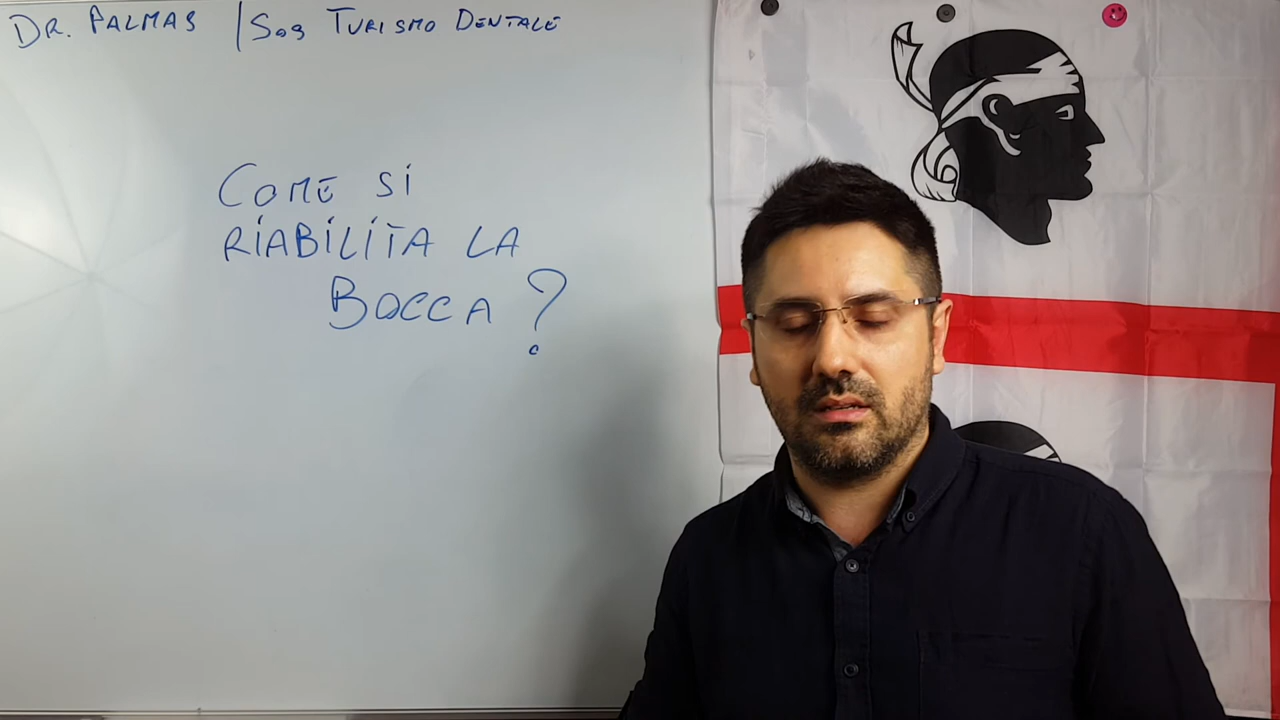 DR. PALMAS | SOS TURISMO DENTALE
COME SI
RIABILITA LA
BOCCA ?